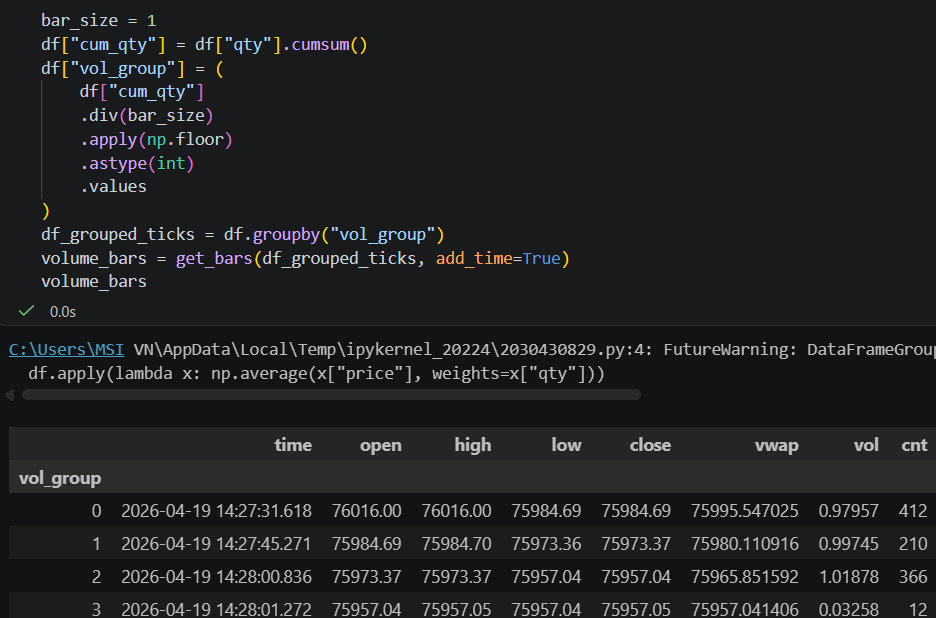 bar_size = 1
df["cum_qty"] = df["qty"].cumsum()
df["vol_group"] = (
    df["cum_qty"]
    .div(bar_size)
    .apply(np.floor)
    .astype(int)
    .values
)
df_grouped_ticks = df.groupby("vol_group")
volume_bars = get_bars(df_grouped_ticks, add_time=True)
volume_bars
0.0s
C:\Users\MSI VN\AppData\Local\Temp\ipykernel_20224\2030430829.py:4: FutureWarning: DataFrameGroup
  df.apply(lambda x: np.average(x["price"], weights=x["qty"]))
time open high low close vwap vol cnt
vol_group
0 2026-04-19 14:27:31.618 76016.00 76016.00 75984.69 75984.69 75995.547025 0.97957 412
1 2026-04-19 14:27:45.271 75984.69 75984.70 75973.36 75973.37 75980.110916 0.99745 210
2 2026-04-19 14:28:00.836 75973.37 75973.37 75957.04 75957.04 75965.851592 1.01878 366
3 2026-04-19 14:28:01.272 75957.04 75957.05 75957.04 75957.05 75957.041406 0.03258 12